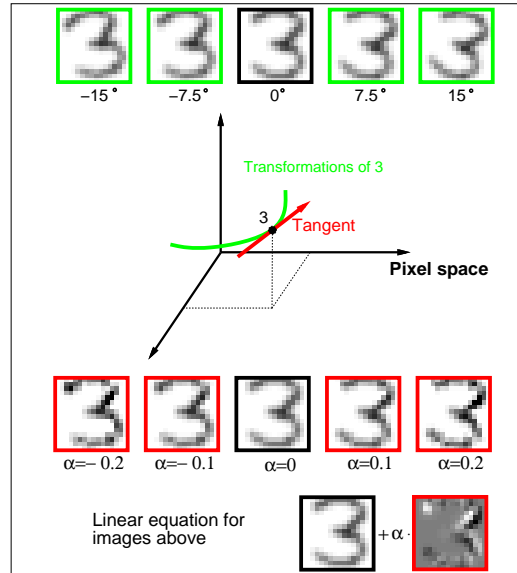 −15° −7.5° 0° 7.5° 15°
Transformations of 3
3
Tangent
Pixel space
α=− 0.2 α=− 0.1 α=0 α=0.1 α=0.2
Linear equation for
images above
+ α ·